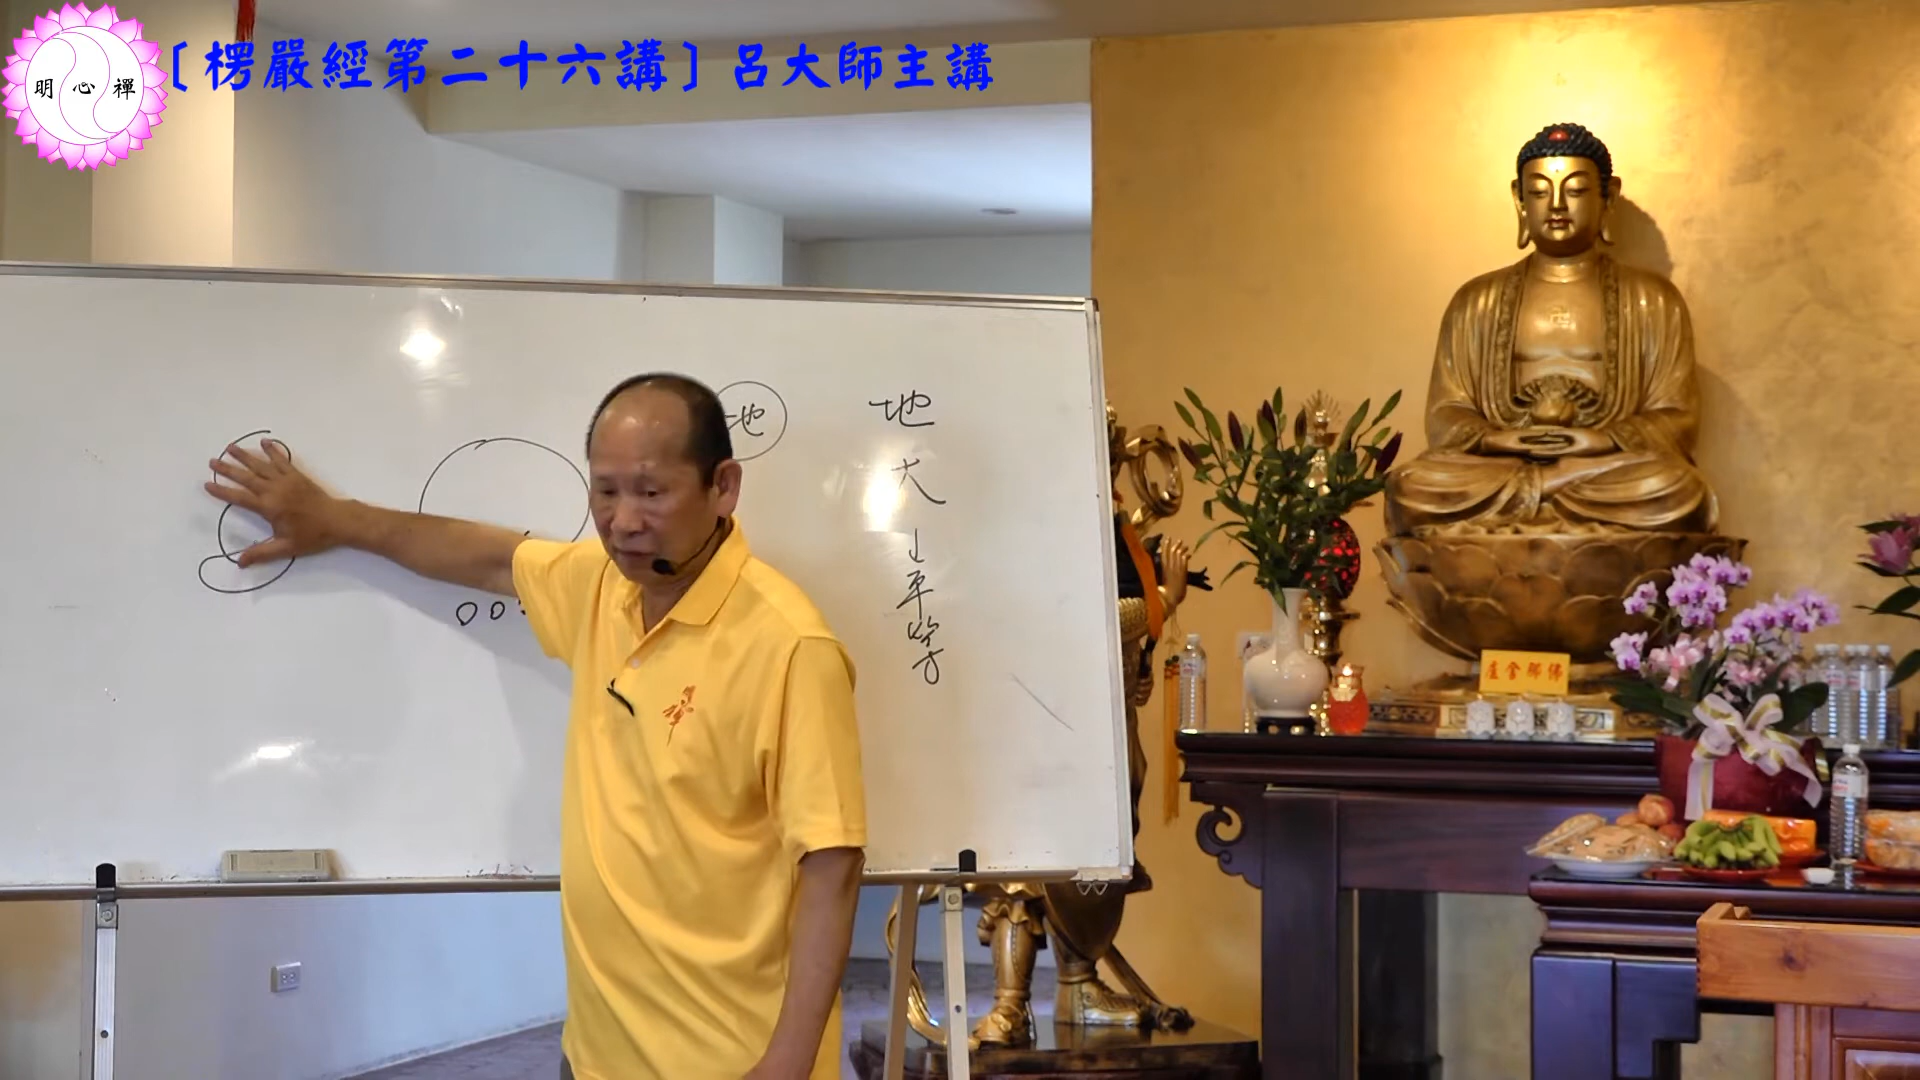 明心禪
〔楞嚴經第二十六講〕呂大師主講
地
地大
平等
盧舍那佛